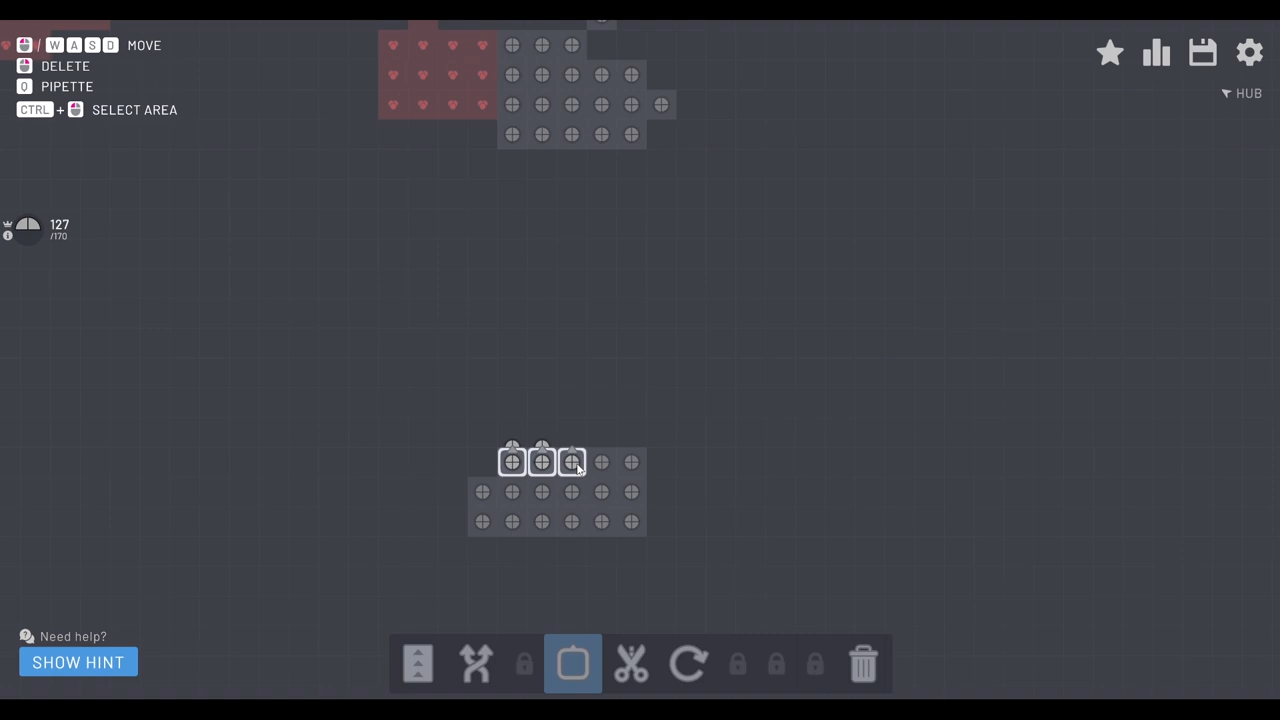 / W A S D MOVE
DELETE
Q PIPETTE
CTRL + SELECT AREA
HUB
127
/170
Need help?
SHOW HINT